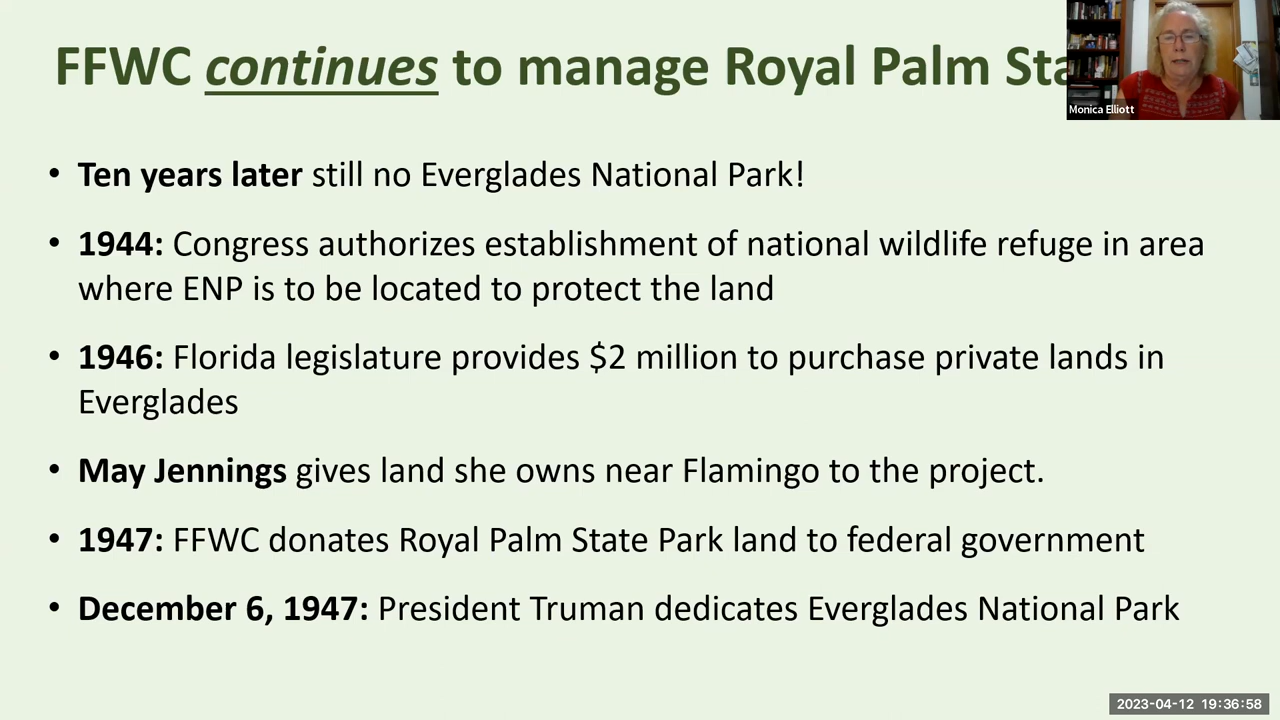 FFWC continues to manage Royal Palm
Monica Elliott
• Ten years later still no Everglades National Park!
• 1944: Congress authorizes establishment of national wildlife refuge in area
where ENP is to be located to protect the land
• 1946: Florida legislature provides $2 million to purchase private lands in
Everglades
• May Jennings gives land she owns near Flamingo to the project.
• 1947: FFWC donates Royal Palm State Park land to federal government
• December 6, 1947: President Truman dedicates Everglades National Park
2023-04-12 19:36:58